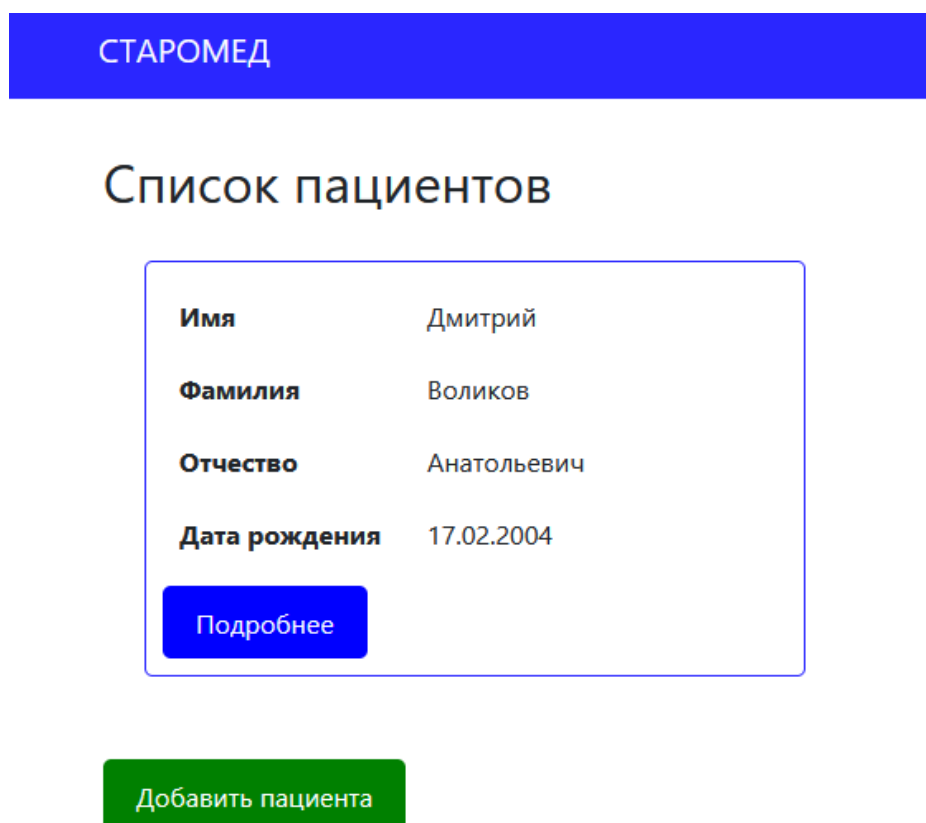 СТАРОМЕД
Список пациентов
Имя Дмитрий
Фамилия Воликов
Отчество Анатольевич
Дата рождения 17.02.2004
Подробнее
Добавить пациента